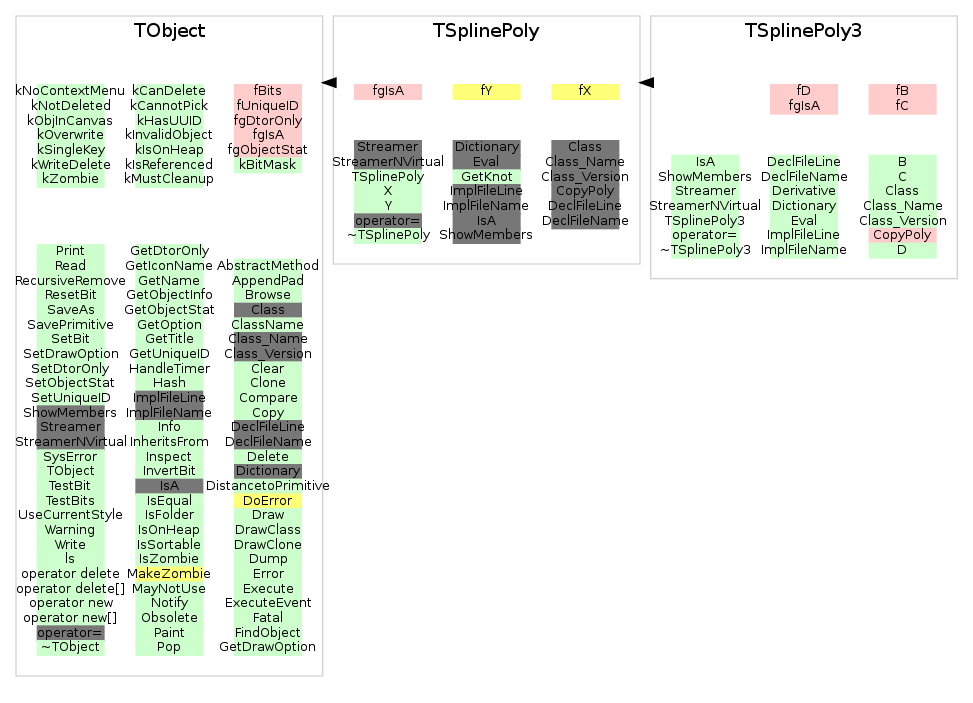 TObject
kNoContextMenu kCanDelete fBits
kNotDeleted kCannotPick fUniqueID
kObjInCanvas kHasUUID fgDtorOnly
kOverwrite kInvalidObject fgIsA
kSingleKey kIsOnHeap fgObjectStat
kWriteDelete kIsReferenced kBitMask
kZombie kMustCleanup
Print GetDtorOnly
Read GetIconName AbstractMethod
RecursiveRemove GetName AppendPad
ResetBit GetObjectInfo Browse
SaveAs GetObjectStat Class
SavePrimitive GetOption ClassName
SetBit GetTitle Class_Name
SetDrawOption GetUniqueID Class_Version
SetDtorOnly HandleTimer Clear
SetObjectStat Hash Clone
SetUniqueID ImplFileLine Compare
ShowMembers ImplFileName Copy
Streamer Info DeclFileLine
StreamerNVirtual InheritsFrom DeclFileName
SysError Inspect Delete
TObject InvertBit Dictionary
TestBit IsA DistancetoPrimitive
TestBits IsEqual DoError
UseCurrentStyle IsFolder Draw
Warning IsOnHeap DrawClass
Write IsSortable DrawClone
ls IsZombie Dump
operator delete MakeZombie Error
operator delete[] MayNotUse Execute
operator new Notify ExecuteEvent
operator new[] Obsolete Fatal
operator= Paint FindObject
~TObject Pop GetDrawOption
TSplinePoly
fgIsA fY fX
Streamer Dictionary Class
StreamerNVirtual Eval Class_Name
TSplinePoly GetKnot Class_Version
X ImplFileLine CopyPoly
Y ImplFileName DeclFileLine
operator= IsA DeclFileName
~TSplinePoly ShowMembers
TSplinePoly3
fD fB
fgIsA fC
IsA DeclFileLine B
ShowMembers DeclFileName C
Streamer Derivative Class
StreamerNVirtual Dictionary Class_Name
TSplinePoly3 Eval Class_Version
operator= ImplFileLine CopyPoly
~TSplinePoly3 ImplFileName D